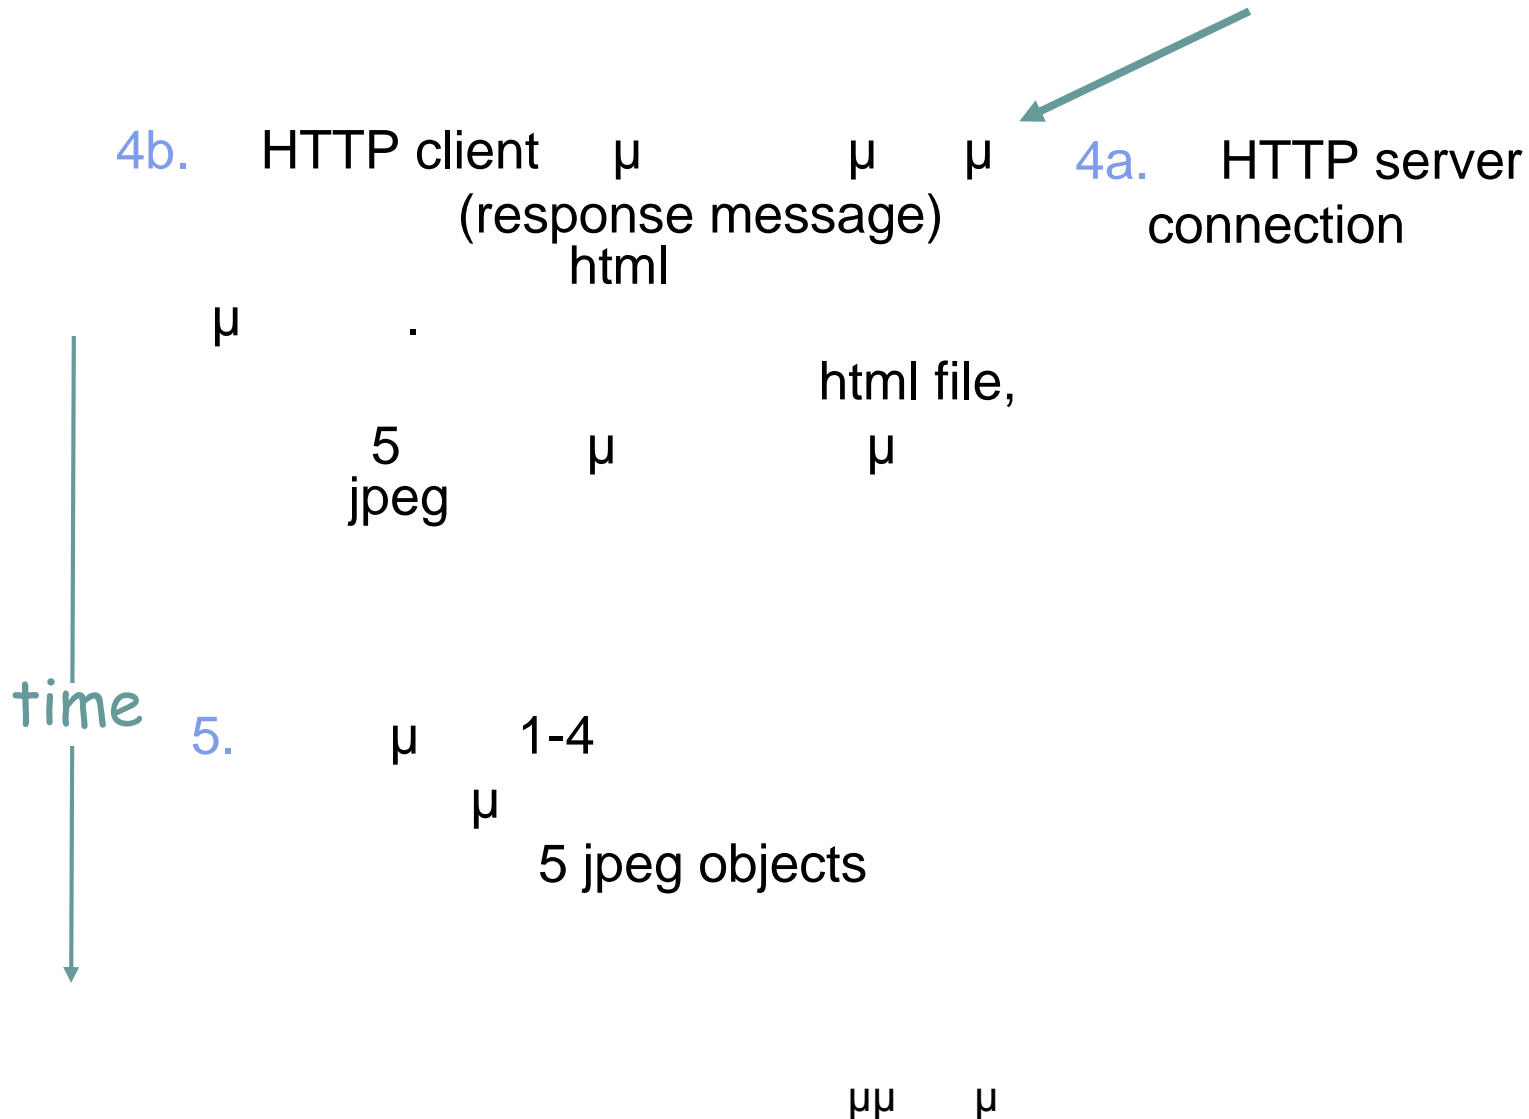 4b. HTTP client μ μ μ
(response message)
html
μ .
html file,
5 μ μ
jpeg
4a. HTTP server
connection
time
5. μ 1-4
μ
5 jpeg objects
μμ μ